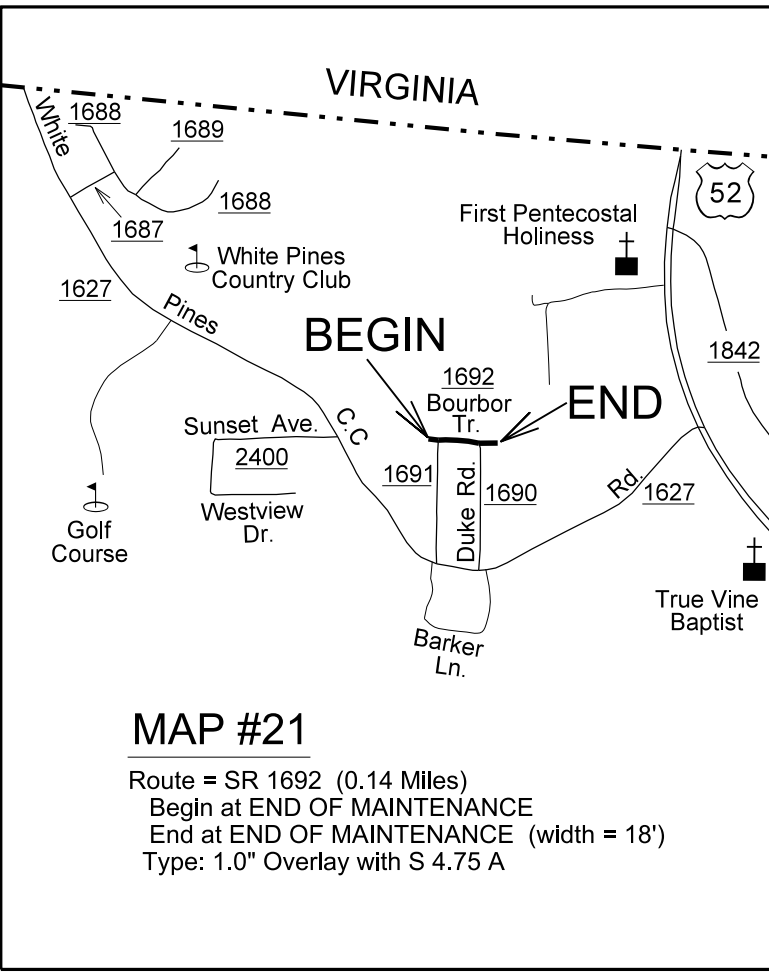 VIRGINIA
White
1688
1689
52
1688
1687
First Pentecostal
Holiness
White Pines
Country Club
1627
Pines
BEGIN
1842
1692
Bourbor
Tr.
END
C.C
Sunset Ave.
2400
1691
Duke Rd.
1690
Rd.
1627
Westview
Dr.
Golf
Course
True Vine
Baptist
Barker
Ln.
MAP #21
Route = SR 1692 (0.14 Miles)
Begin at END OF MAINTENANCE
End at END OF MAINTENANCE (width = 18')
Type: 1.0" Overlay with S 4.75 A